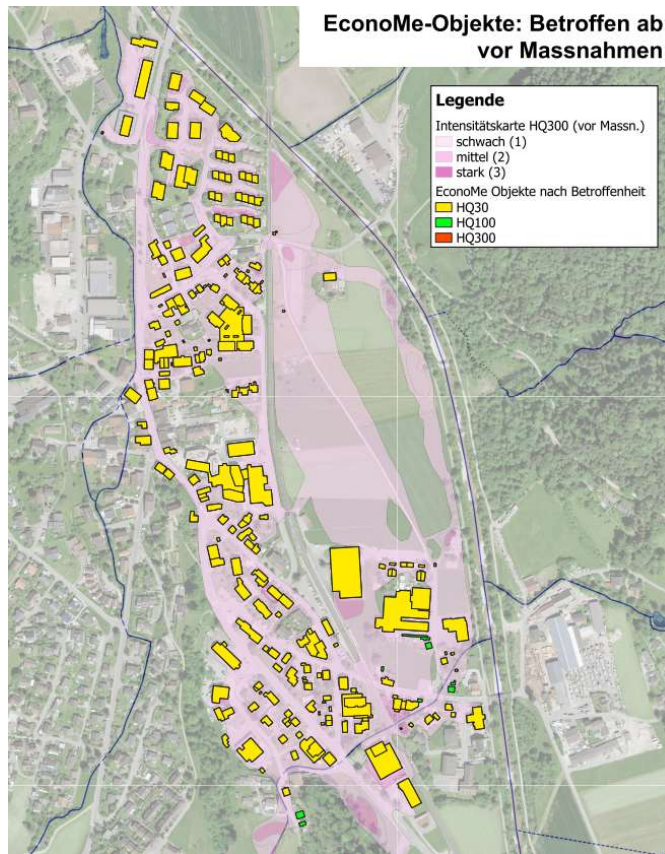 EconoMe-Objekte: Betroffen ab
vor Massnahmen
Legende
Intensitätskarte HQ300 (vor Massn.)
schwach (1)
mittel (2)
stark (3)
EconoMe Objekte nach Betroffenheit
HQ30
HQ100
HQ300